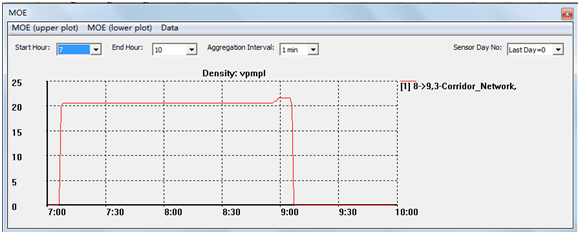 MOE
MOE (upper plot) MOE (lower plot) Data
Start Hour: 7 End Hour: 10 Aggregation Interval: 1 min Sensor Day No: Last Day=0
Density: vpmpl
[1] 8->9,3-Corridor_Network,
25
20
15
10
5
0
7:00 7:30 8:00 8:30 9:00 9:30 10:00